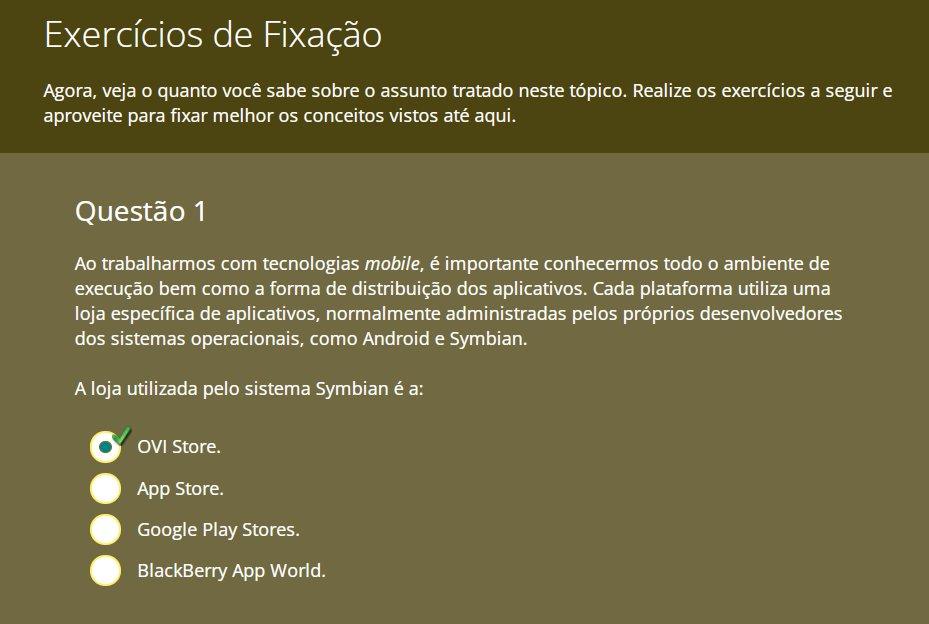 Exercícios de Fixação
Agora, veja o quanto você sabe sobre o assunto tratado neste tópico. Realize os exercícios a seguir e
aproveite para fixar melhor os conceitos vistos até aqui.
Questão 1
Ao trabalharmos com tecnologias mobile, é importante conhecermos todo o ambiente de
execução bem como a forma de distribuição dos aplicativos. Cada plataforma utiliza uma
loja específica de aplicativos, normalmente administradas pelos próprios desenvolvedores
dos sistemas operacionais, como Android e Symbian.
A loja utilizada pelo sistema Symbian é a:
OVI Store.
App Store.
Google Play Stores.
BlackBerry App World.